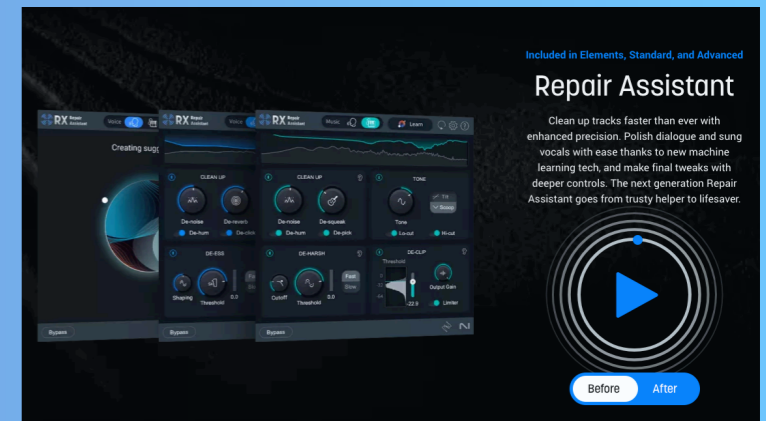 Included in Elements, Standard, and Advanced
Repair Assistant
Clean up tracks faster than ever with
enhanced precision. Polish dialogue and sung
vocals with ease thanks to new machine
learning tech, and make final tweaks with
deeper controls. The next generation Repair
Assistant goes from trusty helper to lifesaver.
Before After
RX Repair Assistant Voice
Creating sugg
Bypass
RX Repair Assistant Voice
CLEAN UP
De-noise De-reverb
De-hum De-click
DE-ESS
Shaping Threshold 0.0
Bypass
RX Repair Assistant Music Learn
CLEAN UP
De-noise De-squeak
De-hum De-pick
TONE
Tilt
Tone
Lo-cut Hi-cut
DE-HARSH
Fast
Slow
Cutoff Threshold 0.0
DE-CLIP
Threshold
Output Gain
-22.9 Limiter
Bypass